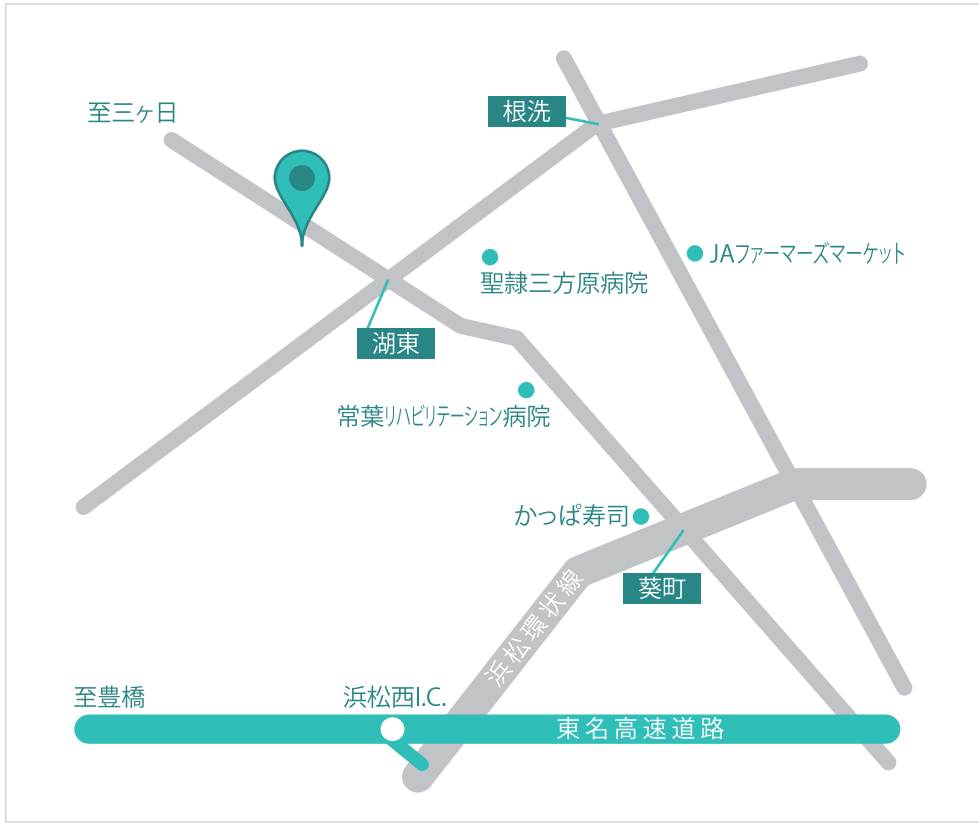 至三ヶ日
根洗
JAファーマーズマーケット
聖隷三方原病院
湖東
常葉リハビリテーション病院
かっぱ寿司
葵町
浜松環状線
至豊橋
浜松西I.C.
東名高速道路